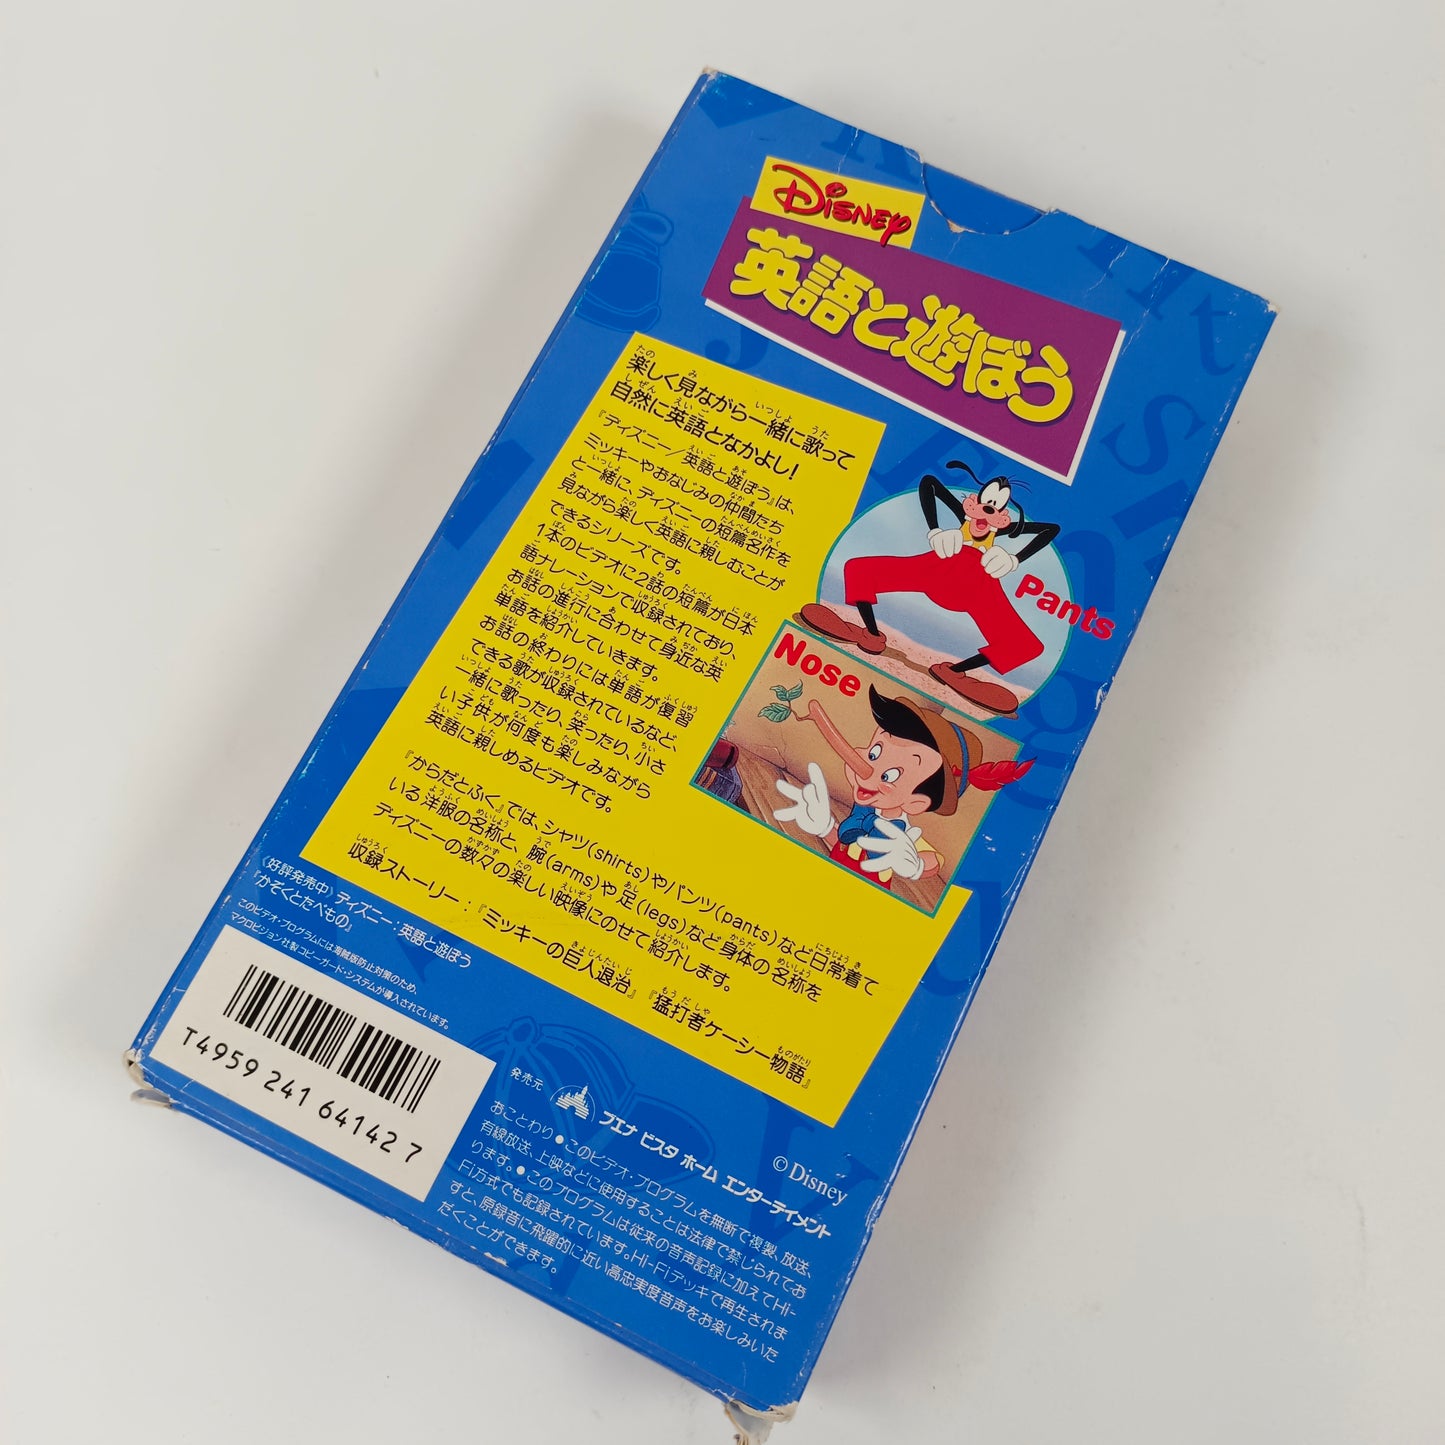 Disney
英語と遊ぼう
楽しく見ながら一緒に歌って
自然に英語となかよし!
『ディズニー/英語と遊ぼう』は、
ミッキーやおなじみの仲間たち
と一緒に、ディズニーの短篇名作を
見ながら楽しく英語に親しむことが
できるシリーズです。
1本のビデオに2話の短篇が日本
語ナレーションで収録されており、
お話の進行に合わせて身近な英
単語を紹介していきます。
お話の終わりには単語が復習
できる歌が収録されているなど、
一緒に歌ったり、笑ったり、小さ
い子供が何度も楽しみながら
英語に親しめるビデオです。
『からだとふく』では、シャツ(shirts)やパンツ(pants)など日常着て
いる洋服の名称と、腕(arms)や足(legs)など身体の名称を
ディズニーの数々の楽しい映像にのせて紹介します。
収録ストーリー:『ミッキーの巨人退治』『猛打者ケーシー物語』
Pants
Nose
〈好評発売中〉ディズニー・英語と遊ぼう
『かぞくとたべもの』
このビデオ・プログラムには海賊版防止対策のため、
マクロビジョン社製コピーガード・システムが導入されています。
T4959 241 64142 7
発売元 ブエナ ビスタ ホーム エンターテイメント
© Disney
おことわり●このビデオ・プログラムを無断で複製、放送、
有線放送、上映などに使用することは法律で禁じられてお
ります。●このプログラムは従来の音声記録に加えてHi-
Fi方式でも記録されています。Hi-Fiデッキで再生されま
すと、原録音に飛躍的に近い高忠実度音声をお楽しみいた
だくことができます。